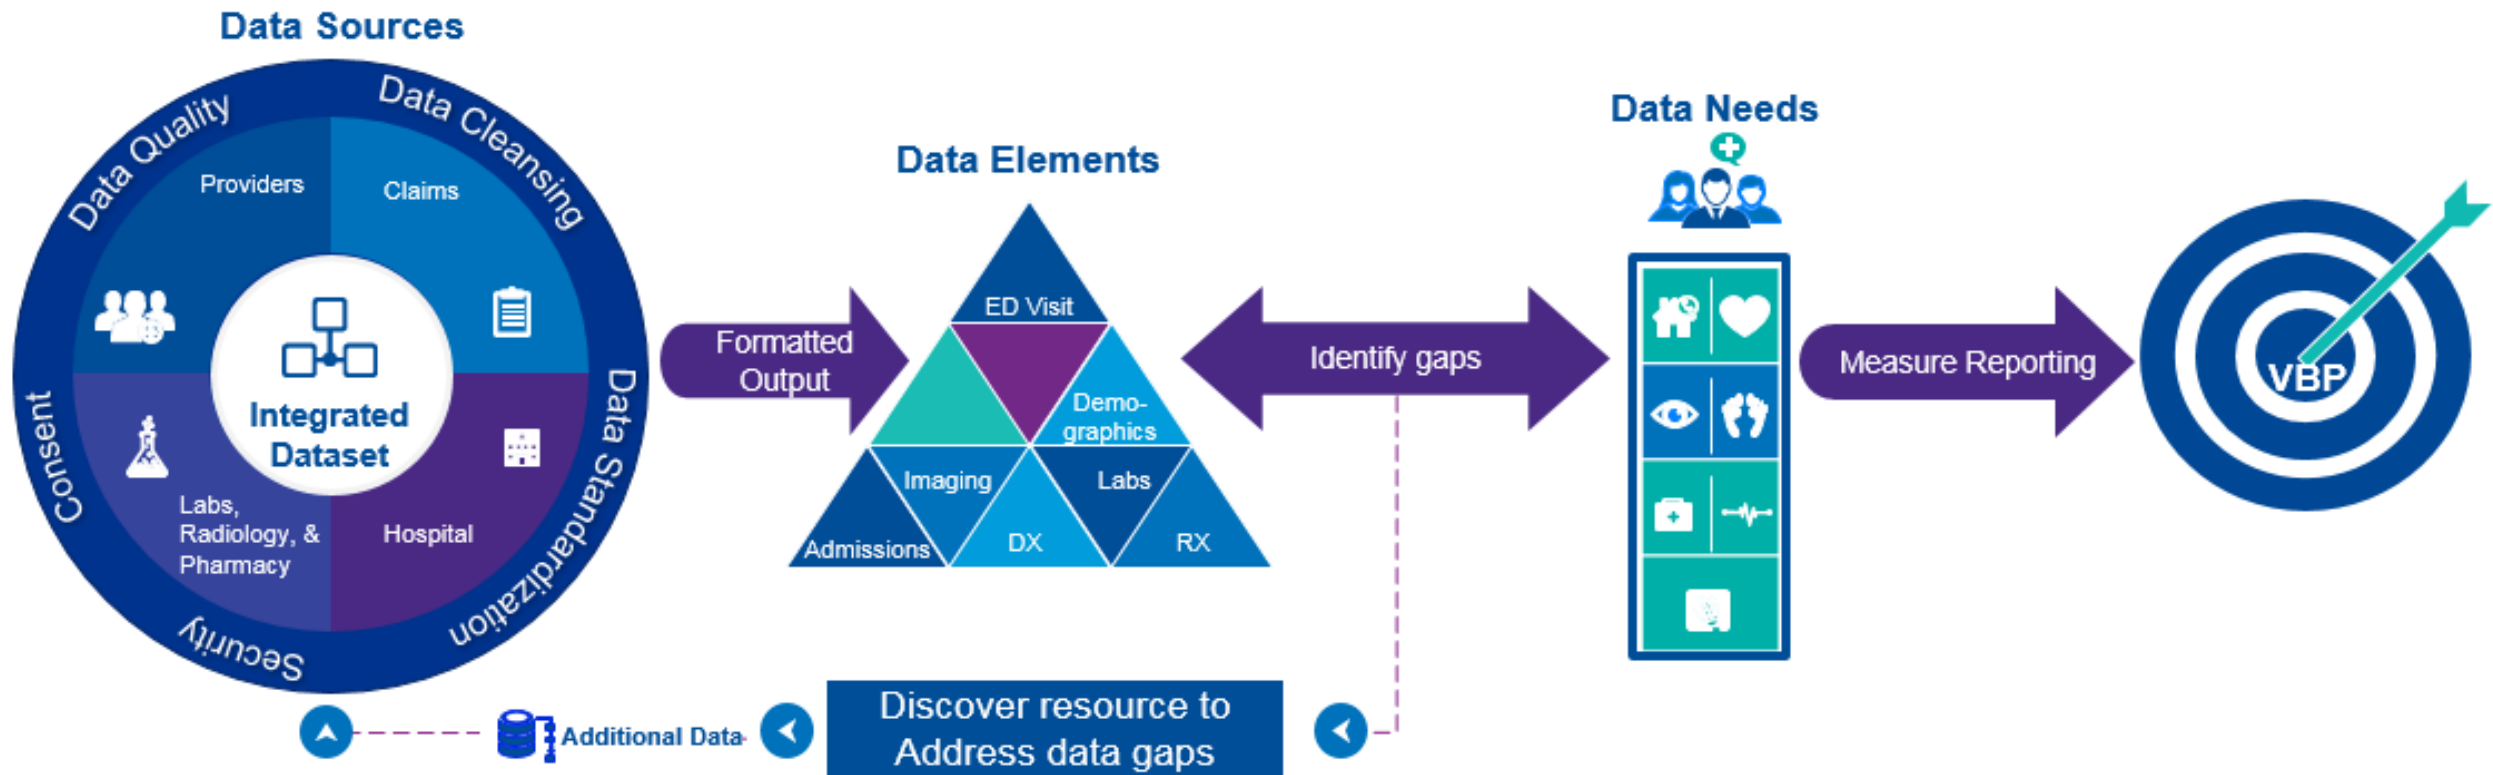 Data Sources
Data Quality
Data Cleansing
Data Standardization
Security
Consent
Providers
Claims
Integrated
Dataset
Labs,
Radiology, &
Pharmacy
Hospital
Formatted
Output
Data Elements
ED Visit
Demo-
graphics
Imaging
Labs
Admissions
DX
RX
Identify gaps
Data Needs
Measure Reporting
VBP
Discover resource to
Address data gaps
Additional Data